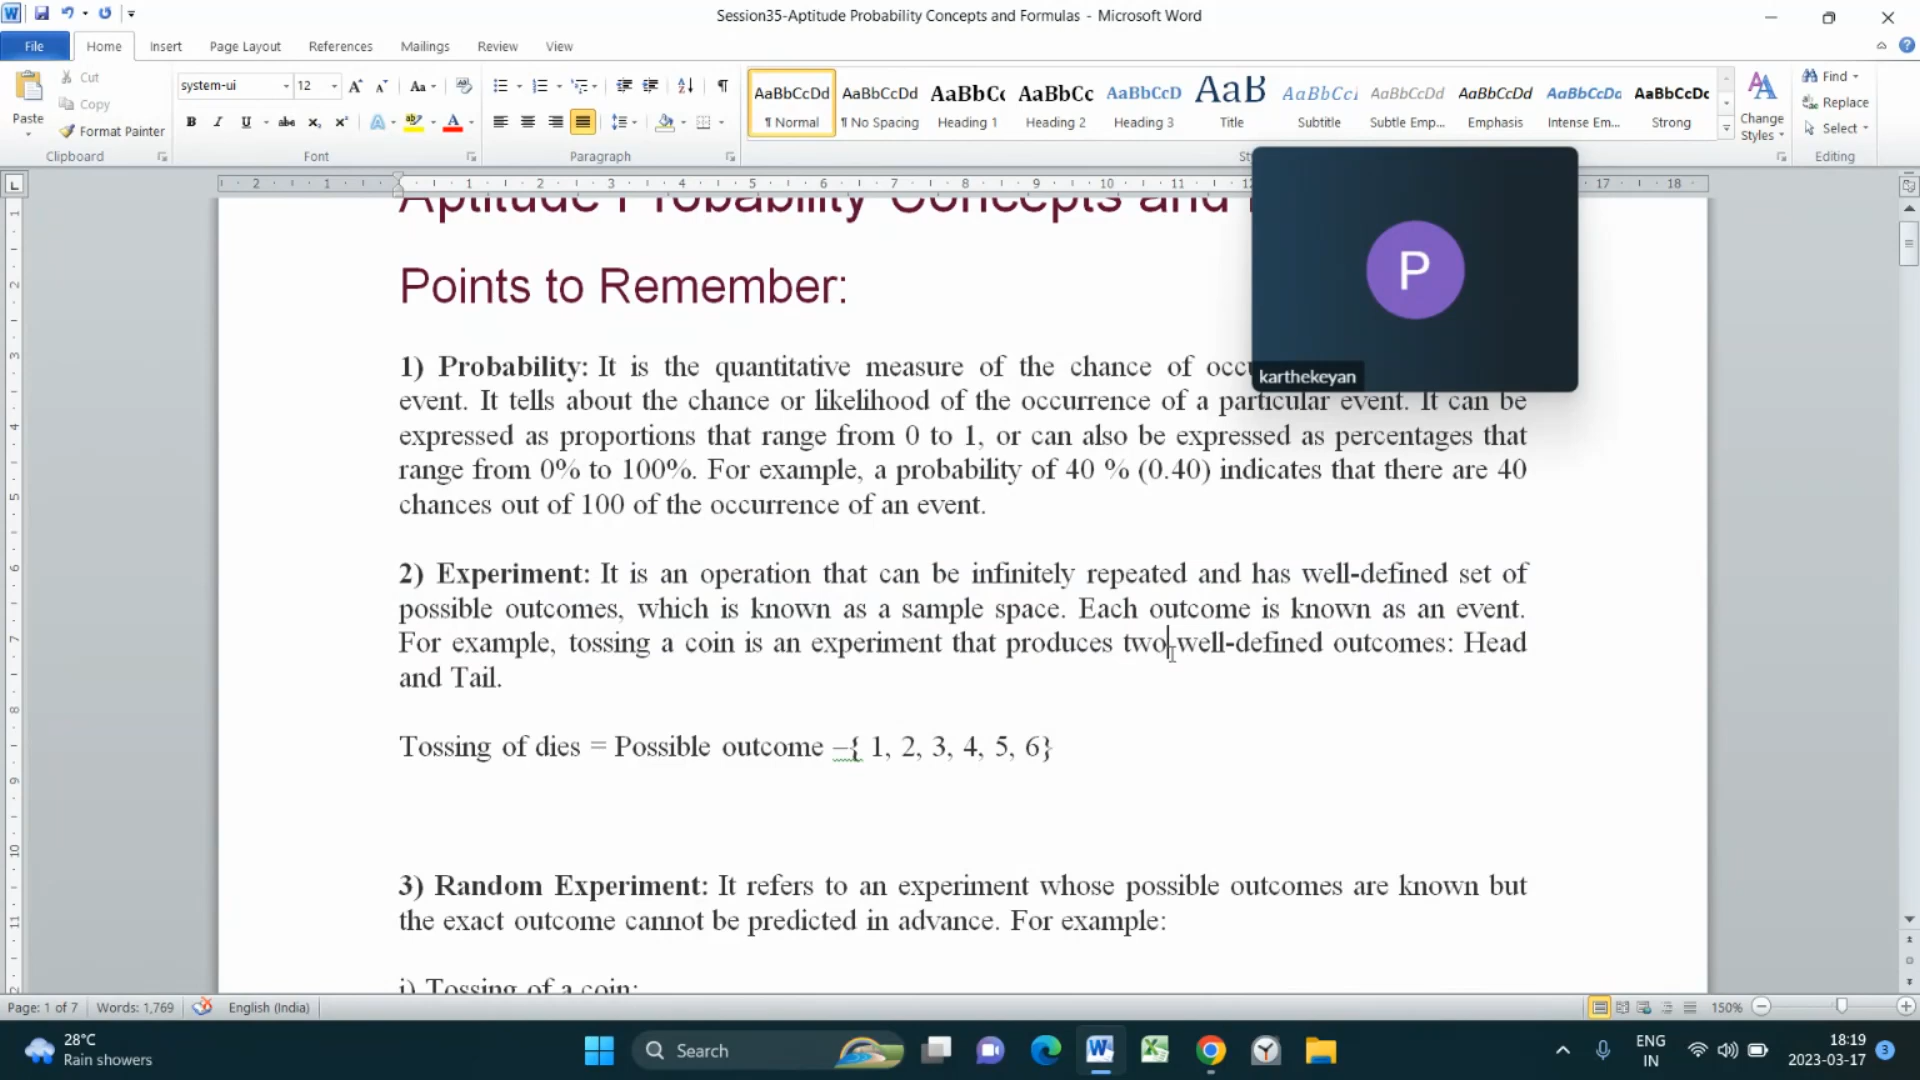 Session35-Aptitude Probability Concepts and Formulas - Microsoft Word
File Home Insert Page Layout References Mailings Review View
Paste
Cut
Copy
Format Painter
Clipboard
system-ui 12
Font
Paragraph
AaBbCcDd ¶ Normal
AaBbCcDd ¶ No Spacing
AaBbCc Heading 1
AaBbCc Heading 2
AaBbCcD Heading 3
AaB Title
AaBbCcI Subtitle
AaBbCcDd Subtle Emp...
AaBbCcDd Emphasis
AaBbCcDc Intense Em...
AaBbCcDc Strong
Change Styles
Find
Replace
Select
Editing
Aptitude Probability Concepts and
Points to Remember:
P
karthekeyan
1) Probability: It is the quantitative measure of the chance of occu
event. It tells about the chance or likelihood of the occurrence of a particular event. It can be
expressed as proportions that range from 0 to 1, or can also be expressed as percentages that
range from 0% to 100%. For example, a probability of 40 % (0.40) indicates that there are 40
chances out of 100 of the occurrence of an event.
2) Experiment: It is an operation that can be infinitely repeated and has well-defined set of
possible outcomes, which is known as a sample space. Each outcome is known as an event.
For example, tossing a coin is an experiment that produces two well-defined outcomes: Head
and Tail.
Tossing of dies = Possible outcome –{ 1, 2, 3, 4, 5, 6}
3) Random Experiment: It refers to an experiment whose possible outcomes are known but
the exact outcome cannot be predicted in advance. For example:
i) Tossing of a coin:
Page: 1 of 7 Words: 1,769 English (India) 150%
28°C
Rain showers
Search
ENG
IN
18:19
2023-03-17
3